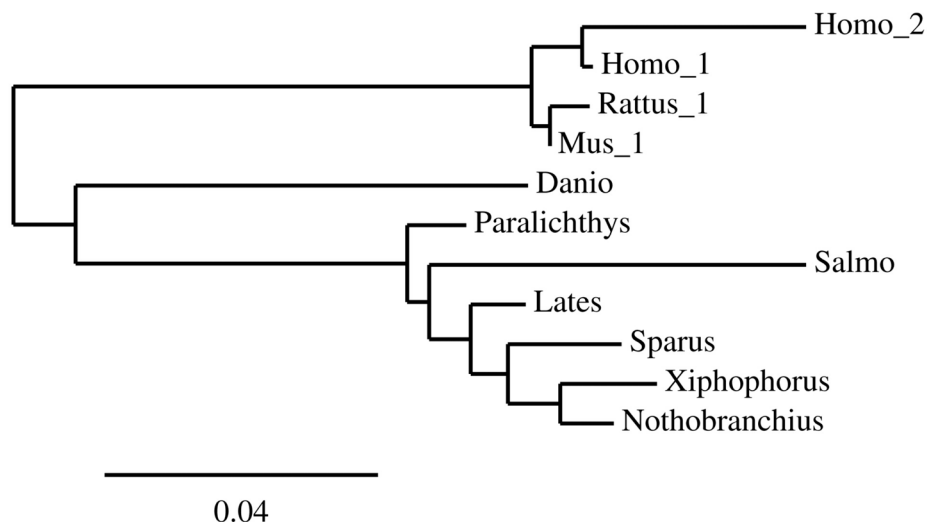 Homo_2
Homo_1
Rattus_1
Mus_1
Danio
Paralichthys
Salmo
Lates
Sparus
Xiphophorus
Nothobranchius
0.04